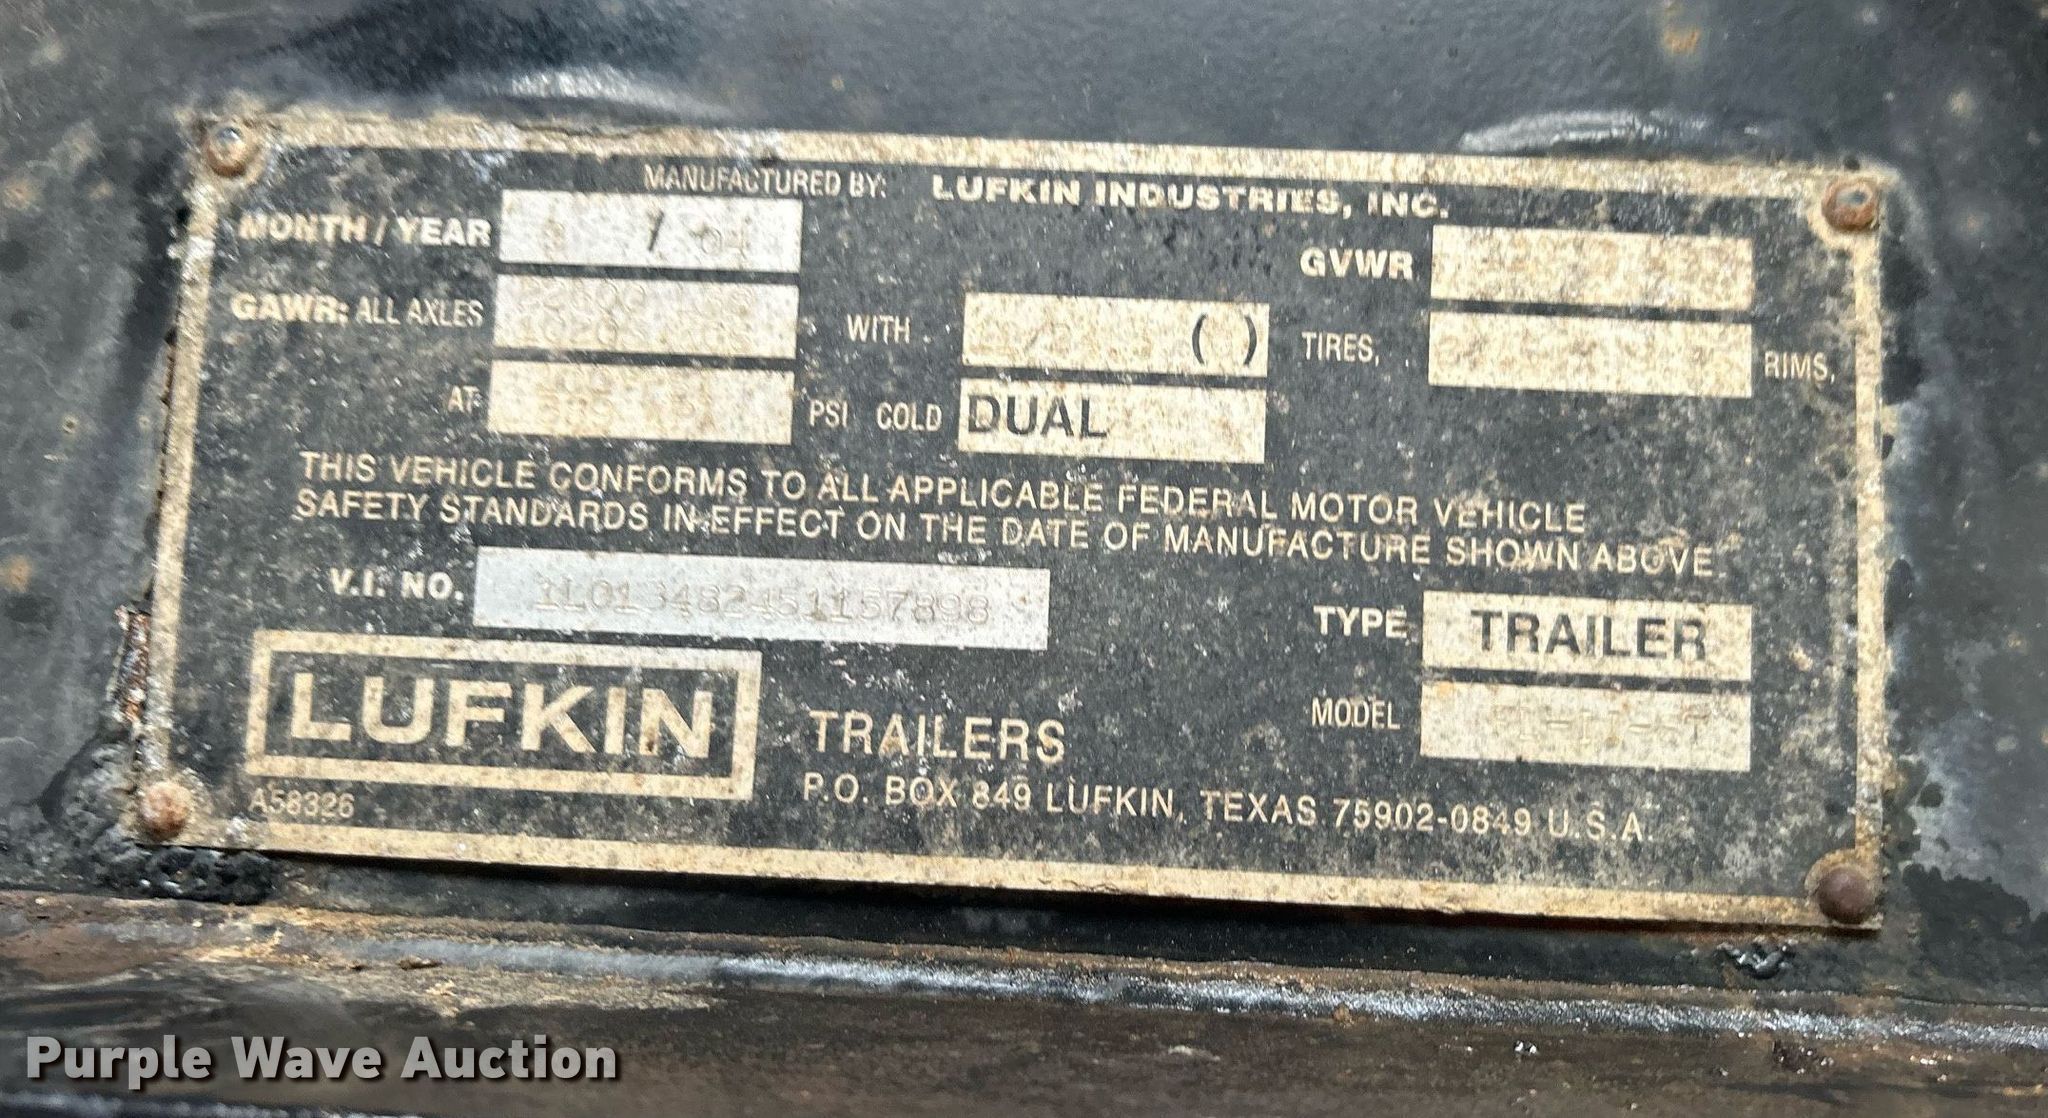 MANUFACTURED BY: LUFKIN INDUSTRIES, INC.
MONTH / YEAR / 04
GVWR
GAWR: ALL AXLES WITH ( ) TIRES, RIMS,
AT PSI COLD DUAL
THIS VEHICLE CONFORMS TO ALL APPLICABLE FEDERAL MOTOR VEHICLE
SAFETY STANDARDS IN EFFECT ON THE DATE OF MANUFACTURE SHOWN ABOVE
V.I. NO. 1L013482451157898
TYPE TRAILER
MODEL
LUFKIN
TRAILERS
P.O. BOX 849 LUFKIN, TEXAS 75902-0849 U.S.A.
A58326
Purple Wave Auction